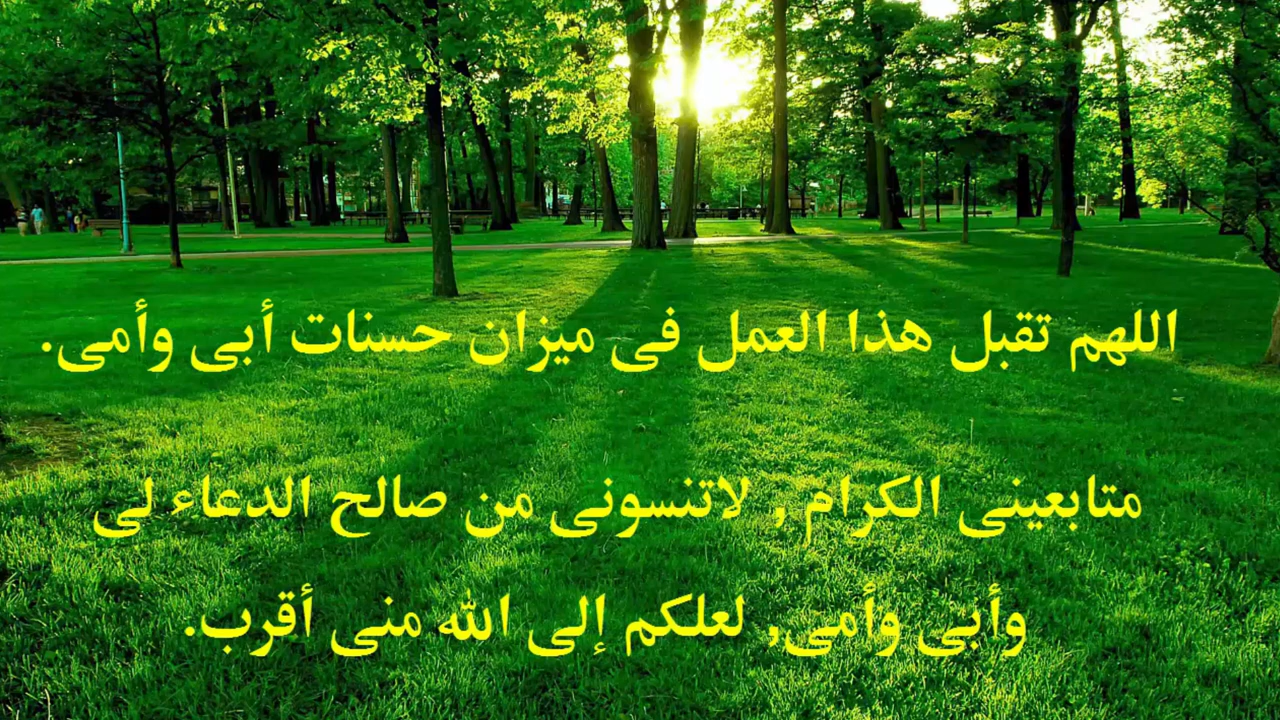 اللهم تقبل هذا العمل فى ميزان حسنات أبى وأمى.
متابعينى الكرام , لاتنسونى من صالح الدعاء لى
وأبى وأمى, لعلكم إلى الله منى أقرب.